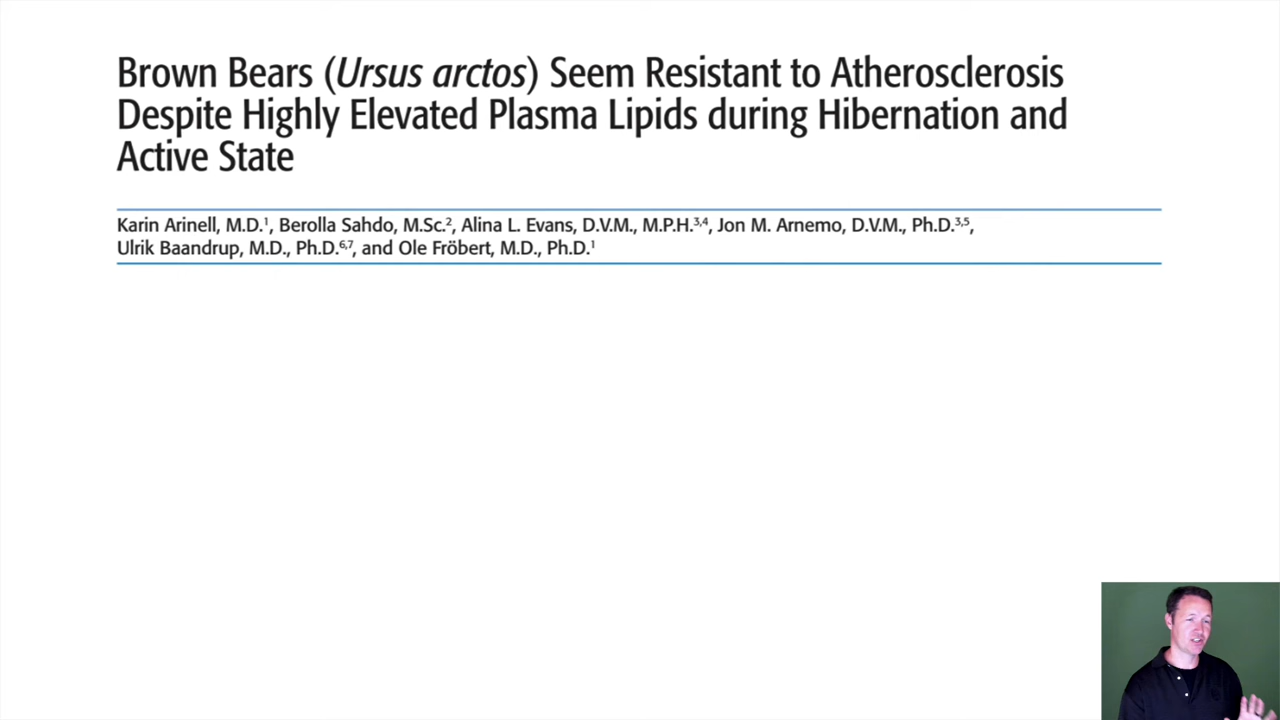 Brown Bears (Ursus arctos) Seem Resistant to Atherosclerosis
Despite Highly Elevated Plasma Lipids during Hibernation and
Active State
Karin Arinell, M.D.¹, Berolla Sahdo, M.Sc.², Alina L. Evans, D.V.M., M.P.H.³,⁴, Jon M. Arnemo, D.V.M., Ph.D.³,⁵,
Ulrik Baandrup, M.D., Ph.D.⁶,⁷, and Ole Fröbert, M.D., Ph.D.¹